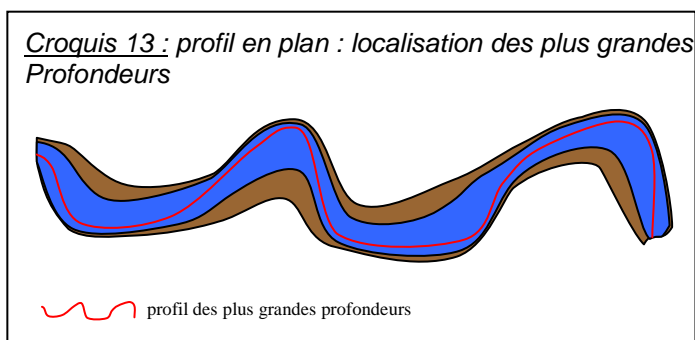 Croquis 13 : profil en plan : localisation des plus grandes
Profondeurs
profil des plus grandes profondeurs